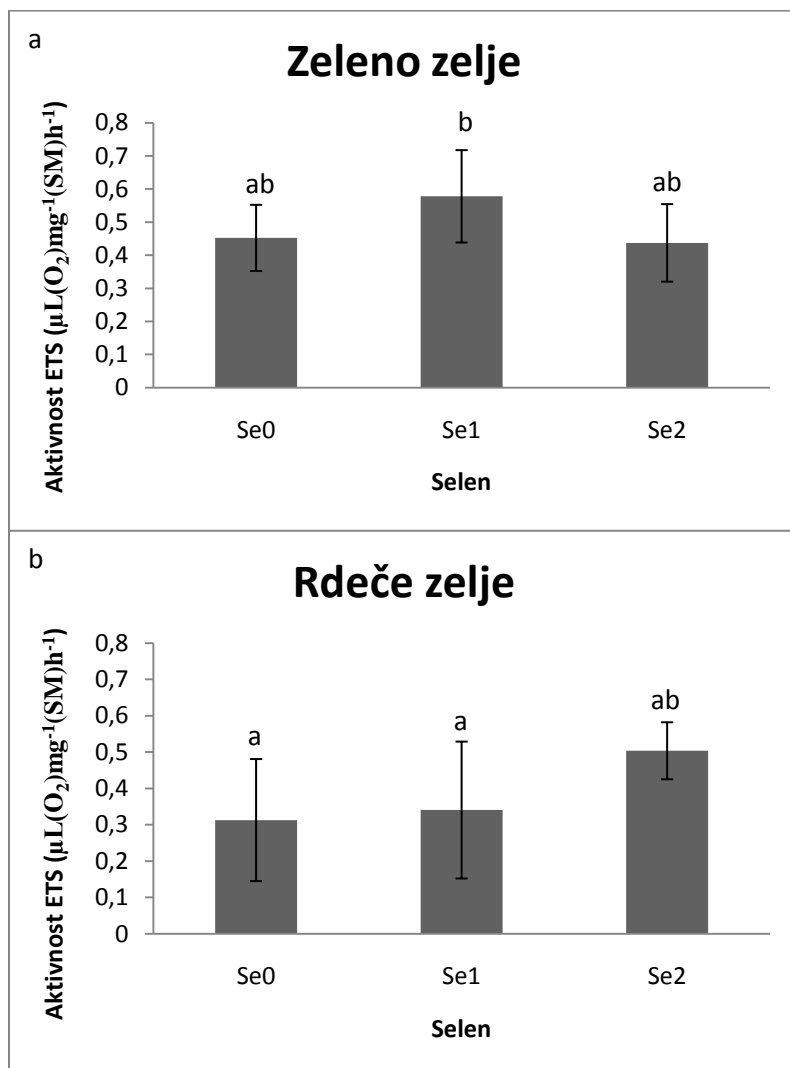 a
Zeleno zelje
Aktivnost ETS (µL(O₂)mg⁻¹(SM)h⁻¹)
0,8
0,7
0,6
0,5
0,4
0,3
0,2
0,1
0
ab
b
ab
Se0 Se1 Se2
Selen
b
Rdeče zelje
Aktivnost ETS (µL(O₂)mg⁻¹(SM)h⁻¹)
0,8
0,7
0,6
0,5
0,4
0,3
0,2
0,1
0
a
a
ab
Se0 Se1 Se2
Selen